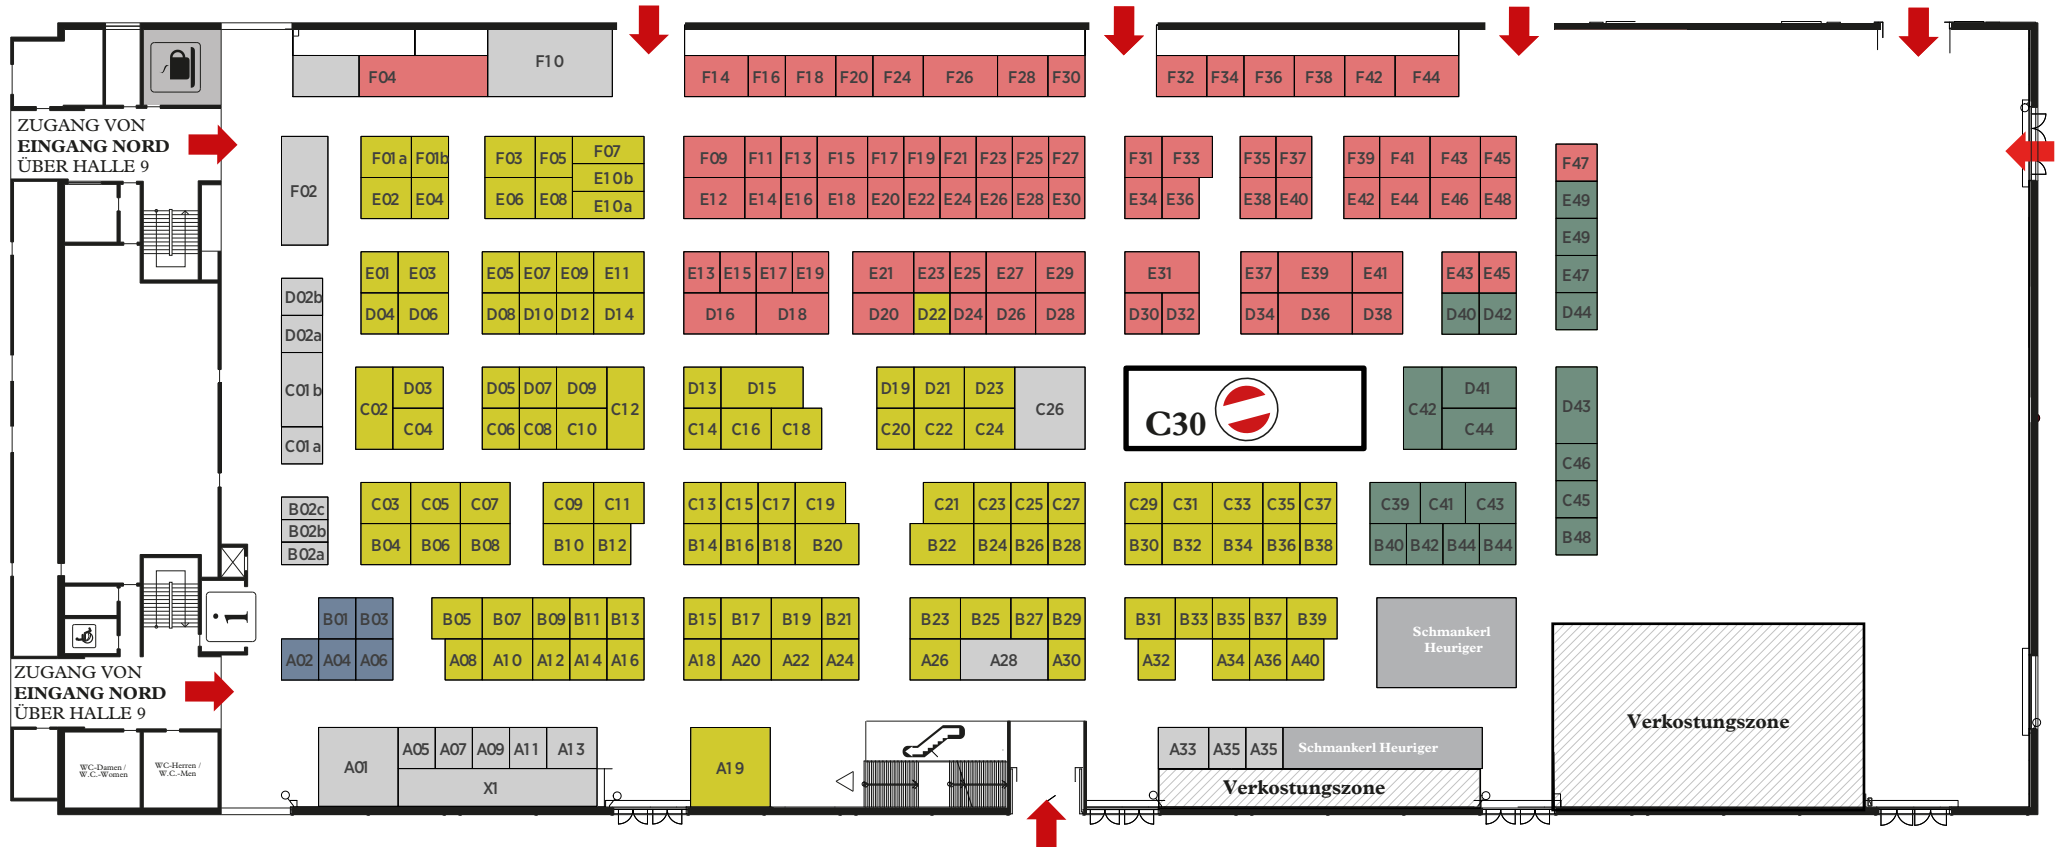 F10
F04
F14 F16 F18 F20 F24 F26 F28 F30
F32 F34 F36 F38 F42 F44
ZUGANG VON
EINGANG NORD
ÜBER HALLE 9
F02
F01a F01b
F03 F05 F07
F09 F11 F13 F15 F17 F19 F21 F23 F25 F27
F31 F33
F35 F37
F39 F41 F43 F45
F47
E10b
E02 E04
E06 E08 E10a
E12 E14 E16 E18 E20 E22 E24 E26 E28 E30
E34 E36
E38 E40
E42 E44 E46 E48
E49
E49
E01 E03
E05 E07 E09 E11
E13 E15 E17 E19
E21 E23 E25 E27 E29
E31
E37 E39 E41
E43 E45
E47
D02b
D04 D06
D08 D10 D12 D14
D16 D18
D20 D22 D24 D26 D28
D30 D32
D34 D36 D38
D40 D42
D44
D02a
C01b
C02
D03
D05 D07 D09
C12
D13 D15
D19 D21 D23
C26
C30
C42
D41
D43
C04
C06 C08 C10
C14 C16 C18
C20 C22 C24
C44
C01a
C46
B02c
C03 C05 C07
C09 C11
C13 C15 C17 C19
C21 C23 C25 C27
C29 C31 C33 C35 C37
C39 C41 C43
C45
B02b
B02a
B04 B06 B08
B10 B12
B14 B16 B18 B20
B22 B24 B26 B28
B30 B32 B34 B36 B38
B40 B42 B44 B44
B48
i
B01 B03
B05 B07 B09 B11 B13
B15 B17 B19 B21
B23 B25 B27 B29
B31 B33 B35 B37 B39
Schmankerl
Heuriger
A02 A04 A06
A08 A10 A12 A14 A16
A18 A20 A22 A24
A26 A28 A30
A32 A34 A36 A40
ZUGANG VON
EINGANG NORD
ÜBER HALLE 9
Verkostungszone
WC-Damen /
W.C.-Women
WC-Herren /
W.C.-Men
A01
A05 A07 A09 A11 A13
X1
A19
A33 A35 A35 Schmankerl Heuriger
Verkostungszone